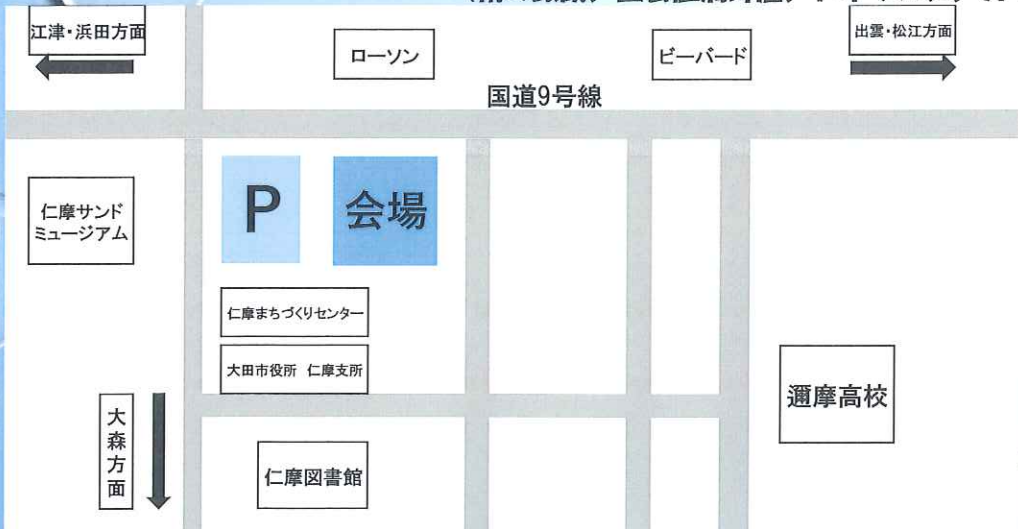 江津・浜田方面
ローソン
ビーバード
出雲・松江方面
国道9号線
仁摩サンド
ミュージアム
P
会場
仁摩まちづくりセンター
大田市役所 仁摩支所
邇摩高校
大森方面
仁摩図書館